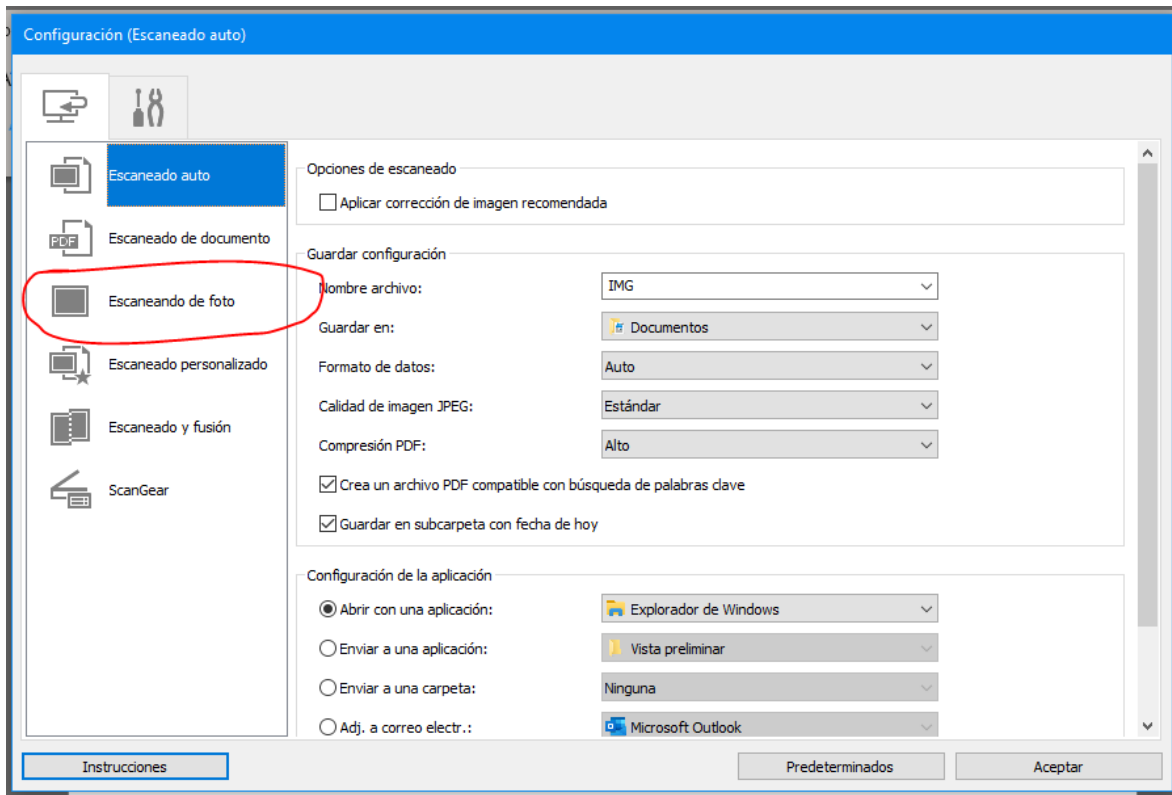 Configuración (Escaneado auto)
Escaneado auto
PDF
Escaneado de documento
Escaneando de foto
Escaneado personalizado
Escaneado y fusión
ScanGear
Opciones de escaneado
Aplicar corrección de imagen recomendada
Guardar configuración
Nombre archivo: IMG
Guardar en: Documentos
Formato de datos: Auto
Calidad de imagen JPEG: Estándar
Compresión PDF: Alto
Crea un archivo PDF compatible con búsqueda de palabras clave
Guardar en subcarpeta con fecha de hoy
Configuración de la aplicación
Abrir con una aplicación: Explorador de Windows
Enviar a una aplicación: Vista preliminar
Enviar a una carpeta: Ninguna
Adj. a correo electr.: Microsoft Outlook
Instrucciones
Predeterminados
Aceptar